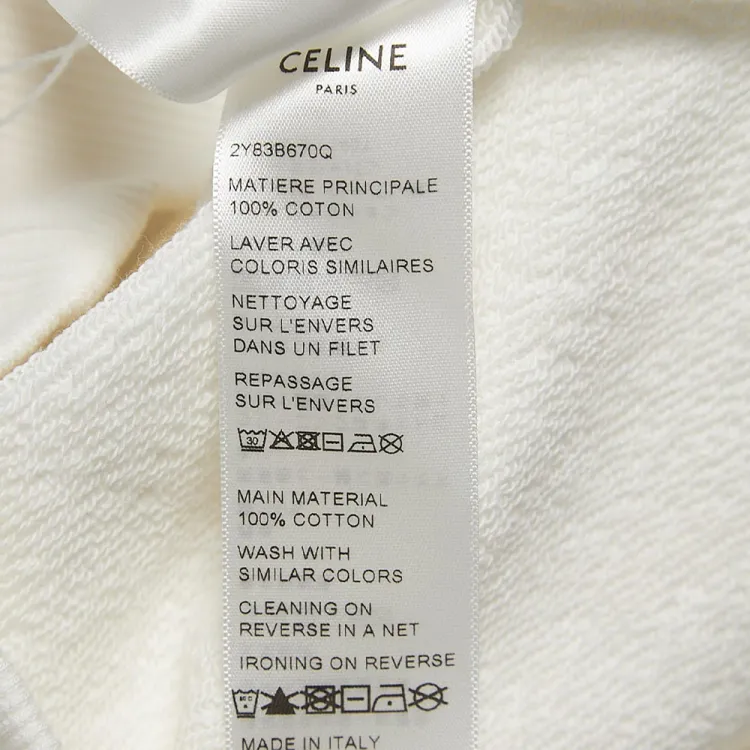 CELINE
PARIS
2Y83B670Q
MATIERE PRINCIPALE
100% COTON
LAVER AVEC
COLORIS SIMILAIRES
NETTOYAGE
SUR L'ENVERS
DANS UN FILET
REPASSAGE
SUR L'ENVERS
30
MAIN MATERIAL
100% COTTON
WASH WITH
SIMILAR COLORS
CLEANING ON
REVERSE IN A NET
IRONING ON REVERSE
MADE IN ITALY